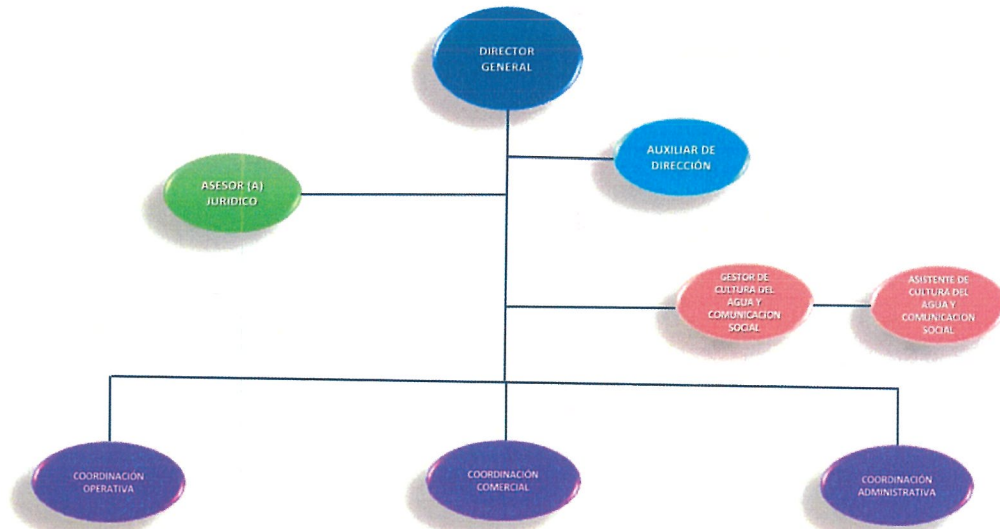 DIRECTOR
GENERAL
AUXILIAR DE
DIRECCIÓN
ASESOR (A)
JURIDICO
GESTOR DE
CULTURA DEL
AGUA Y
COMUNICACION
SOCIAL
ASISTENTE DE
CULTURA DEL
AGUA Y
COMUNICACION
SOCIAL
COORDINACIÓN
OPERATIVA
COORDINACIÓN
COMERCIAL
COORDINACIÓN
ADMINISTRATIVA